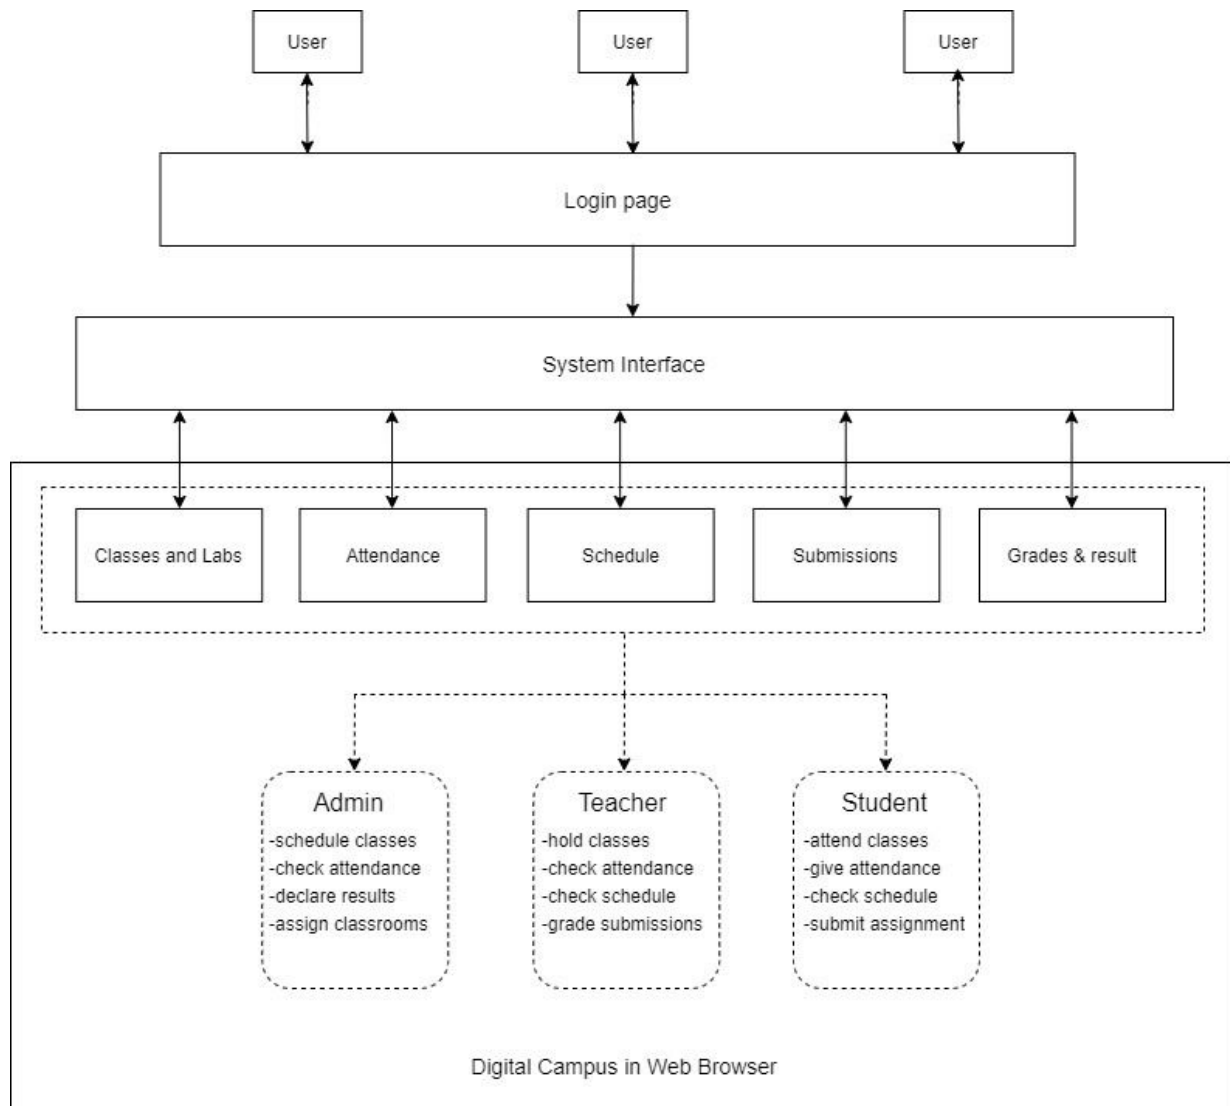 User
User
User
Login page
System Interface
Classes and Labs
Attendance
Schedule
Submissions
Grades & result
Admin
-schedule classes
-check attendance
-declare results
-assign classrooms
Teacher
-hold classes
-check attendance
-check schedule
-grade submissions
Student
-attend classes
-give attendance
-check schedule
-submit assignment
Digital Campus in Web Browser